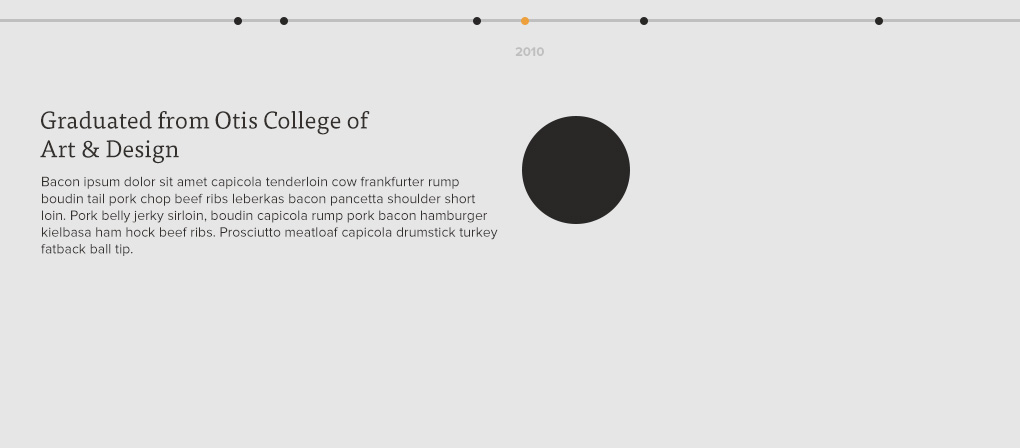 2010
Graduated from Otis College of
Art & Design
Bacon ipsum dolor sit amet capicola tenderloin cow frankfurter rump
boudin tail pork chop beef ribs leberkas bacon pancetta shoulder short
loin. Pork belly jerky sirloin, boudin capicola rump pork bacon hamburger
kielbasa ham hock beef ribs. Prosciutto meatloaf capicola drumstick turkey
fatback ball tip.